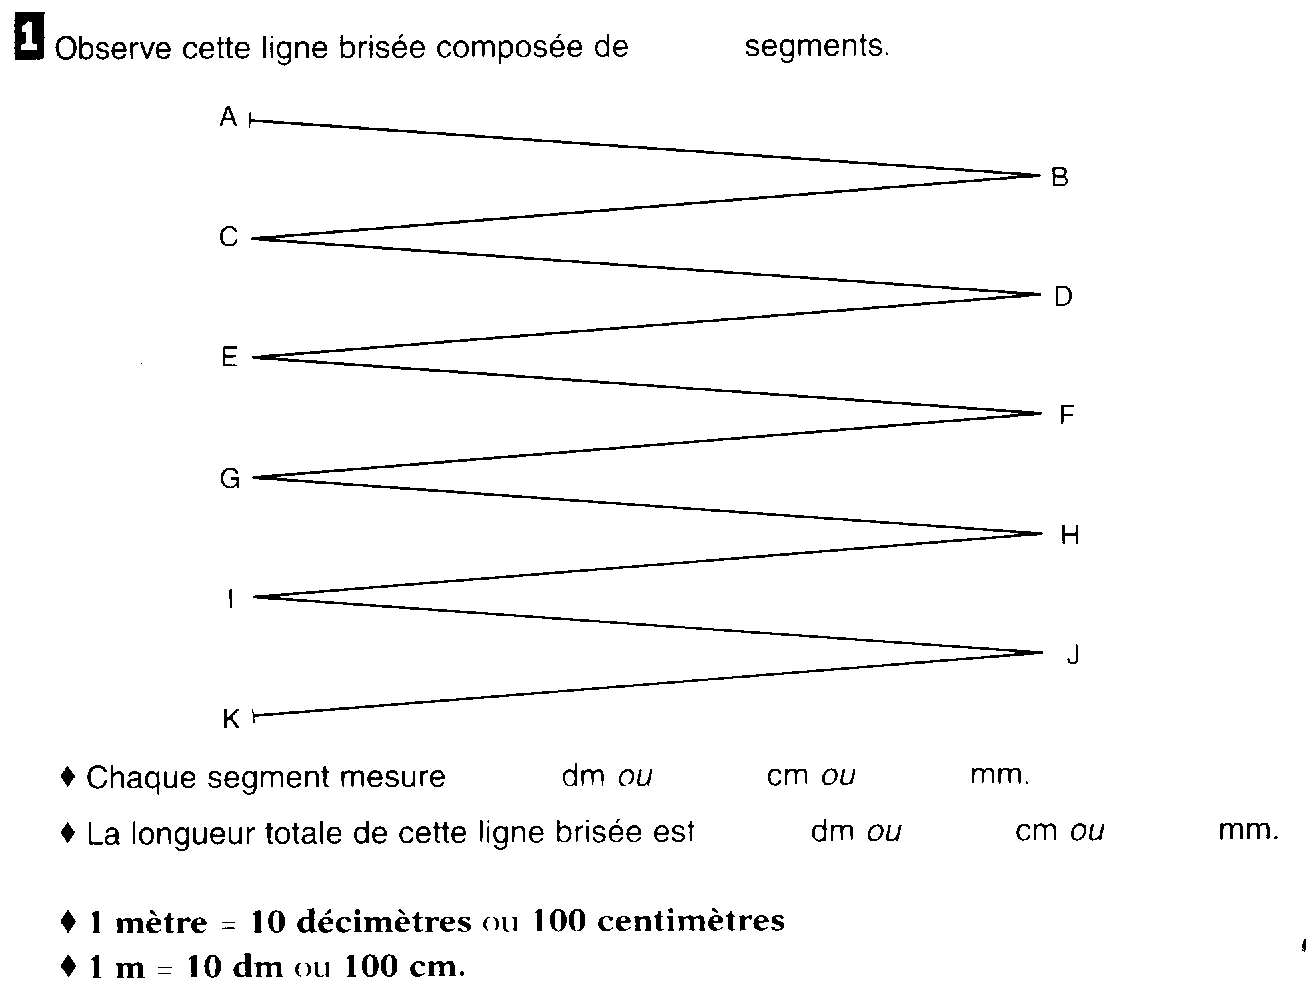 1 Observe cette ligne brisée composée de segments.
A
B
C
D
E
F
G
H
I
J
K
♦ Chaque segment mesure dm ou cm ou mm.
♦ La longueur totale de cette ligne brisée est dm ou cm ou mm.
♦ 1 mètre = 10 décimètres ou 100 centimètres
♦ 1 m = 10 dm ou 100 cm.